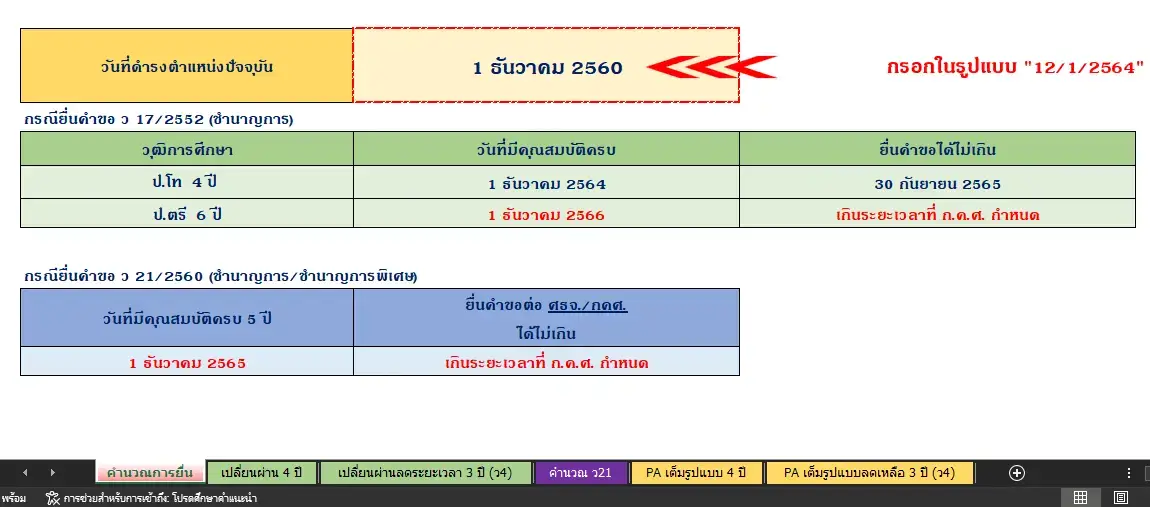 วันที่ดำรงตำแหน่งปัจจุบัน 1 ธันวาคม 2560 กรอกในรูปแบบ "12/1/2564"
กรณียื่นคำขอ ว 17/2552 (ชำนาญการ)
วุฒิการศึกษา วันที่มีคุณสมบัติครบ ยื่นคำขอได้ไม่เกิน
ป.โท 4 ปี 1 ธันวาคม 2564 30 กันยายน 2565
ป.ตรี 6 ปี 1 ธันวาคม 2566 เกินระยะเวลาที่ ก.ค.ศ. กำหนด
กรณียื่นคำขอ ว 21/2560 (ชำนาญการ/ชำนาญการพิเศษ)
วันที่มีคุณสมบัติครบ 5 ปี ยื่นคำขอต่อ ศธจ./กคศ.
ได้ไม่เกิน
1 ธันวาคม 2565 เกินระยะเวลาที่ ก.ค.ศ. กำหนด
คำนวณการยื่น เปลี่ยนผ่าน 4 ปี เปลี่ยนผ่านลดระยะเวลา 3 ปี (ว4) คำนวณ ว21 PA เต็มรูปแบบ 4 ปี PA เต็มรูปแบบลดเหลือ 3 ปี (ว4)
พร้อม การช่วยสำหรับการเข้าถึง: โปรดศึกษาคำแนะนำ